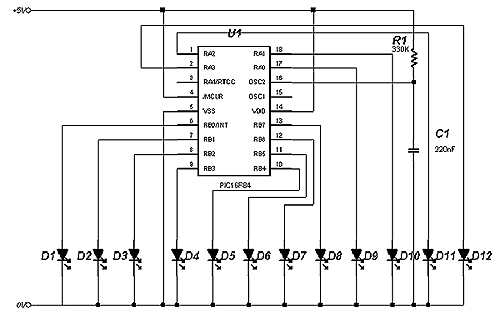 +5V
U1
R1
330K
1 RA2 RA1 18
2 RA3 RA0 17
3 RA4/RTCC OSC2 16
4 /MCLR OSC1 15
5 VSS VDD 14
6 RB0/INT RB7 13
7 RB1 RB6 12
8 RB2 RB5 11
9 RB3 RB4 10
PIC16F84
C1
220nF
D1 D2 D3 D4 D5 D6 D7 D8 D9 D10 D11 D12
0V